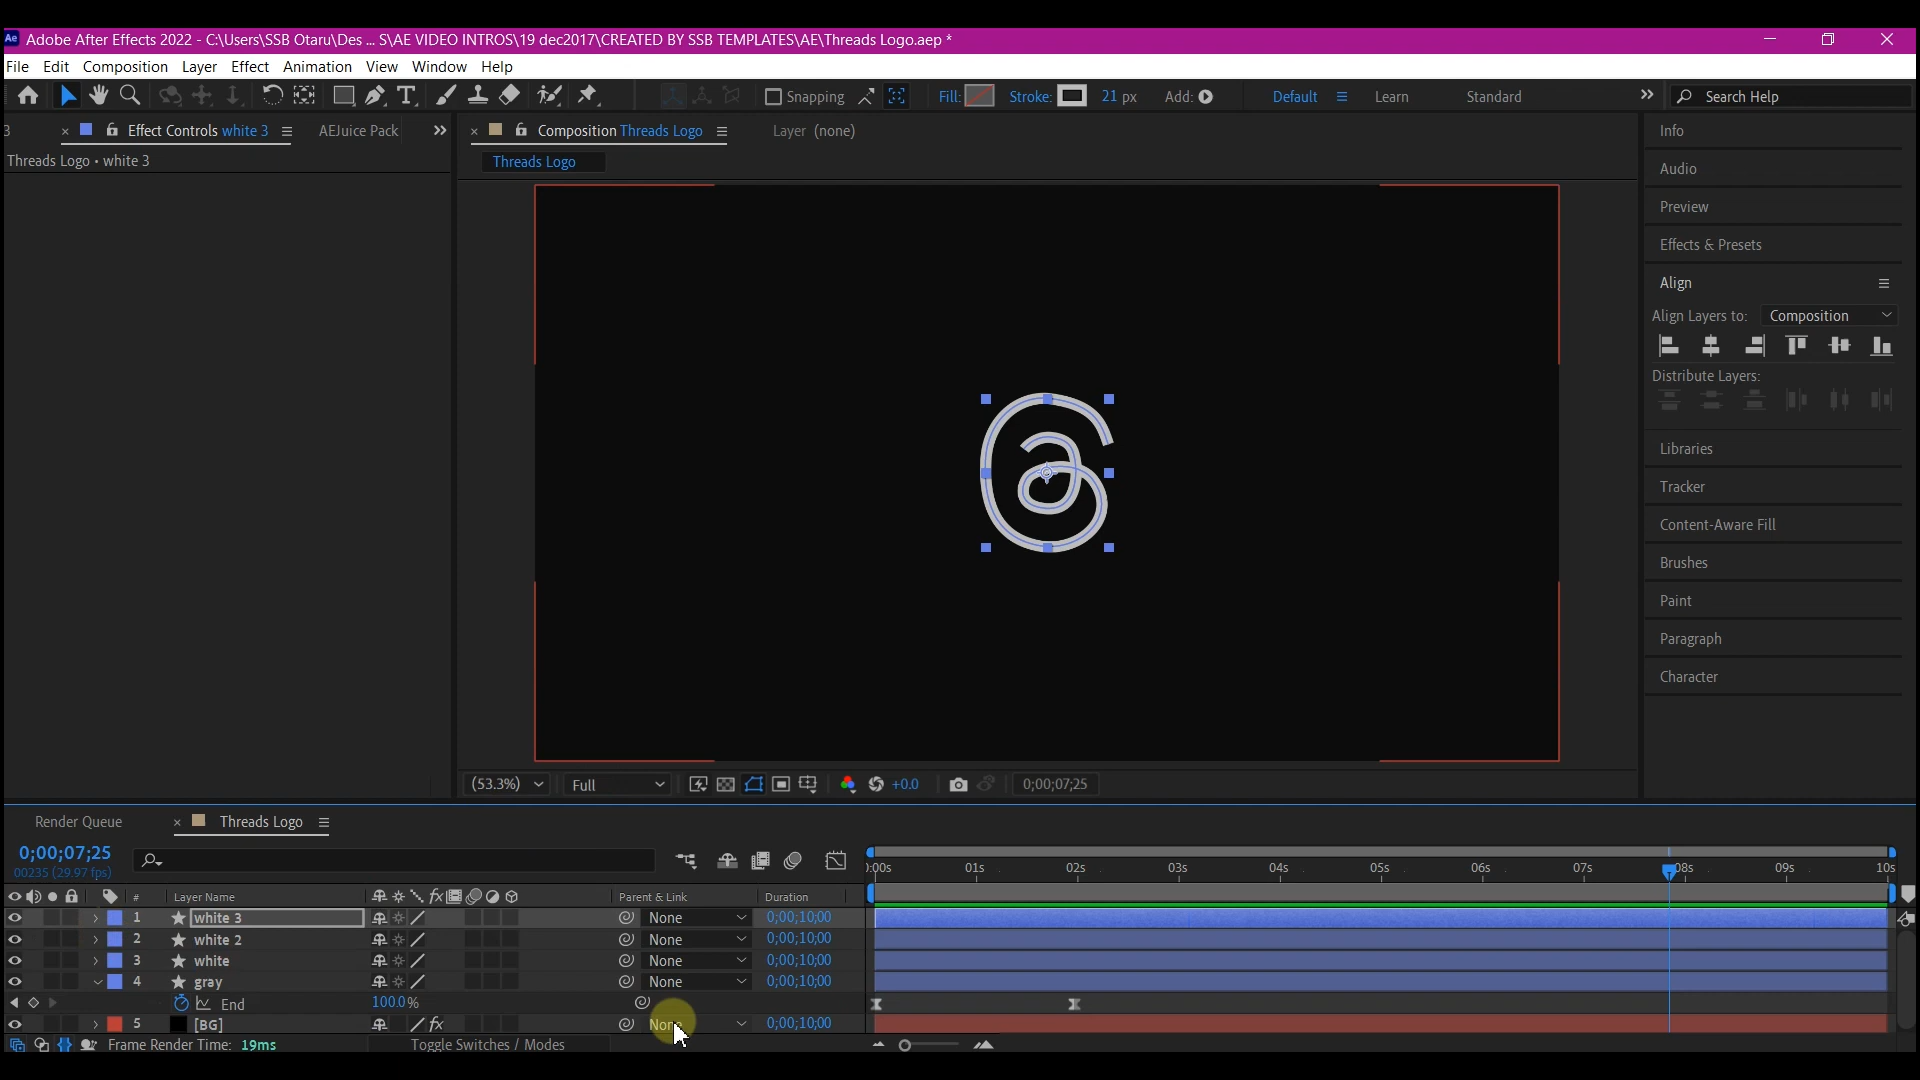 Ae Adobe After Effects 2022 - C:\Users\SSB Otaru\Des ... S\AE VIDEO INTROS\19 dec2017\CREATED BY SSB TEMPLATES\AE\Threads Logo.aep *
File Edit Composition Layer Effect Animation View Window Help
Snapping Fill: Stroke: 21 px Add: Default Learn Standard Search Help
3 Effect Controls white 3 AEJuice Pack Composition Threads Logo Layer (none) Info
Threads Logo • white 3 Threads Logo
Audio
Preview
Effects & Presets
Align
Align Layers to: Composition
Distribute Layers:
Libraries
Tracker
Content-Aware Fill
Brushes
Paint
Paragraph
Character
(53.3%) Full +0.0 0;00;07;25
Render Queue Threads Logo
0;00;07;25
00235 (29.97 fps)
):00s 01s 02s 03s 04s 05s 06s 07s 08s 09s 10s
# Layer Name fx Parent & Link Duration
1 white 3 None 0;00;10;00
2 white 2 None 0;00;10;00
3 white None 0;00;10;00
4 gray None 0;00;10;00
End 100.0%
5 [BG] fx None 0;00;10;00
Frame Render Time: 19ms Toggle Switches / Modes